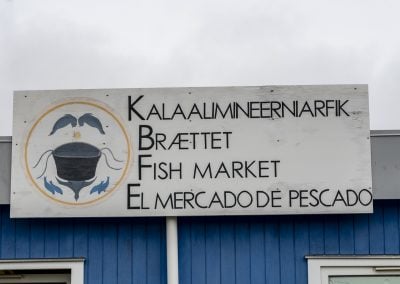 KALAALIMINEERNIARFIK
BRÆTTET
FISH MARKET
EL MERCADO DE PESCADO